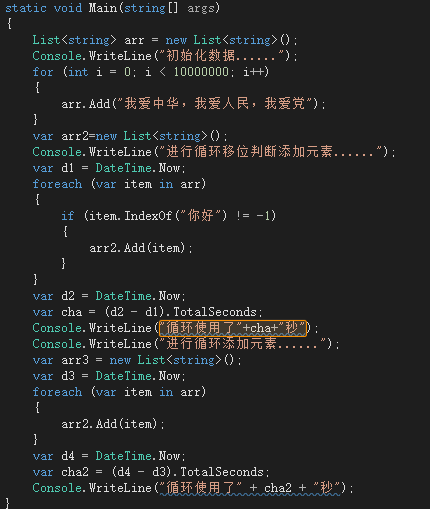 static void Main(string[] args)
{
List<string> arr = new List<string>();
Console.WriteLine("初始化数据......");
for (int i = 0; i < 10000000; i++)
{
arr.Add("我爱中华，我爱人民，我爱党");
}
var arr2=new List<string>();
Console.WriteLine("进行循环移位判断添加元素......");
var d1 = DateTime.Now;
foreach (var item in arr)
{
if (item.IndexOf("你好") != -1)
{
arr2.Add(item);
}
}
var d2 = DateTime.Now;
var cha = (d2 - d1).TotalSeconds;
Console.WriteLine("循环使用了"+cha+"秒");
Console.WriteLine("进行循环添加元素......");
var arr3 = new List<string>();
var d3 = DateTime.Now;
foreach (var item in arr)
{
arr2.Add(item);
}
var d4 = DateTime.Now;
var cha2 = (d4 - d3).TotalSeconds;
Console.WriteLine("循环使用了" + cha2 + "秒");
}